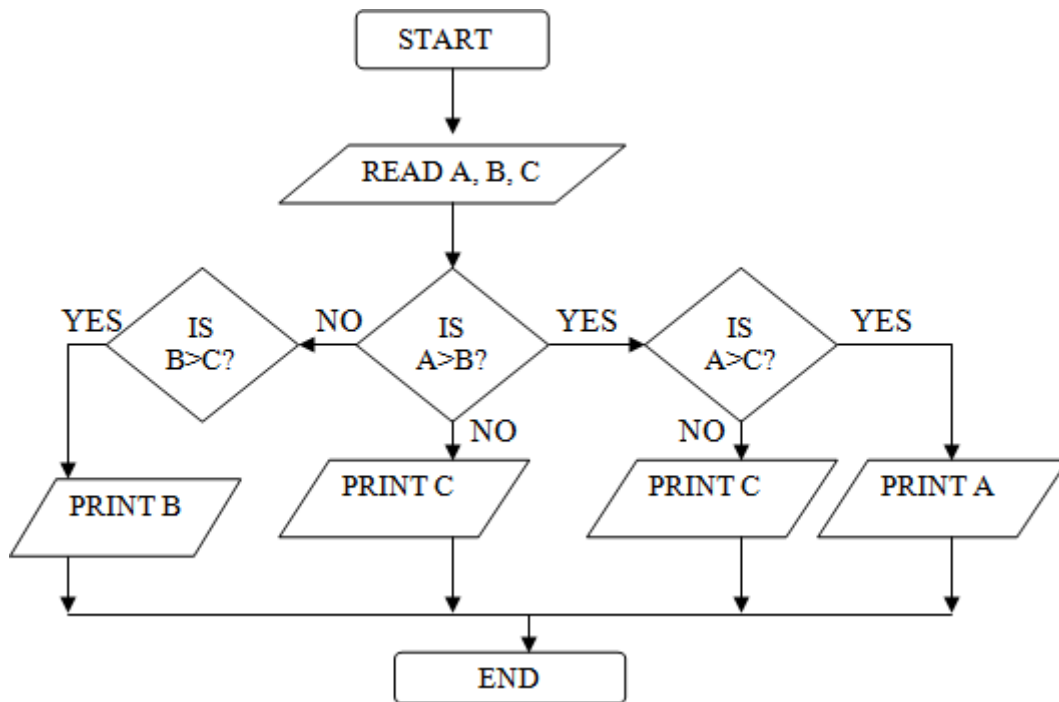 START
READ A, B, C
YES
IS
B>C?
NO
IS
A>B?
YES
IS
A>C?
YES
NO
NO
PRINT B
PRINT C
PRINT C
PRINT A
END